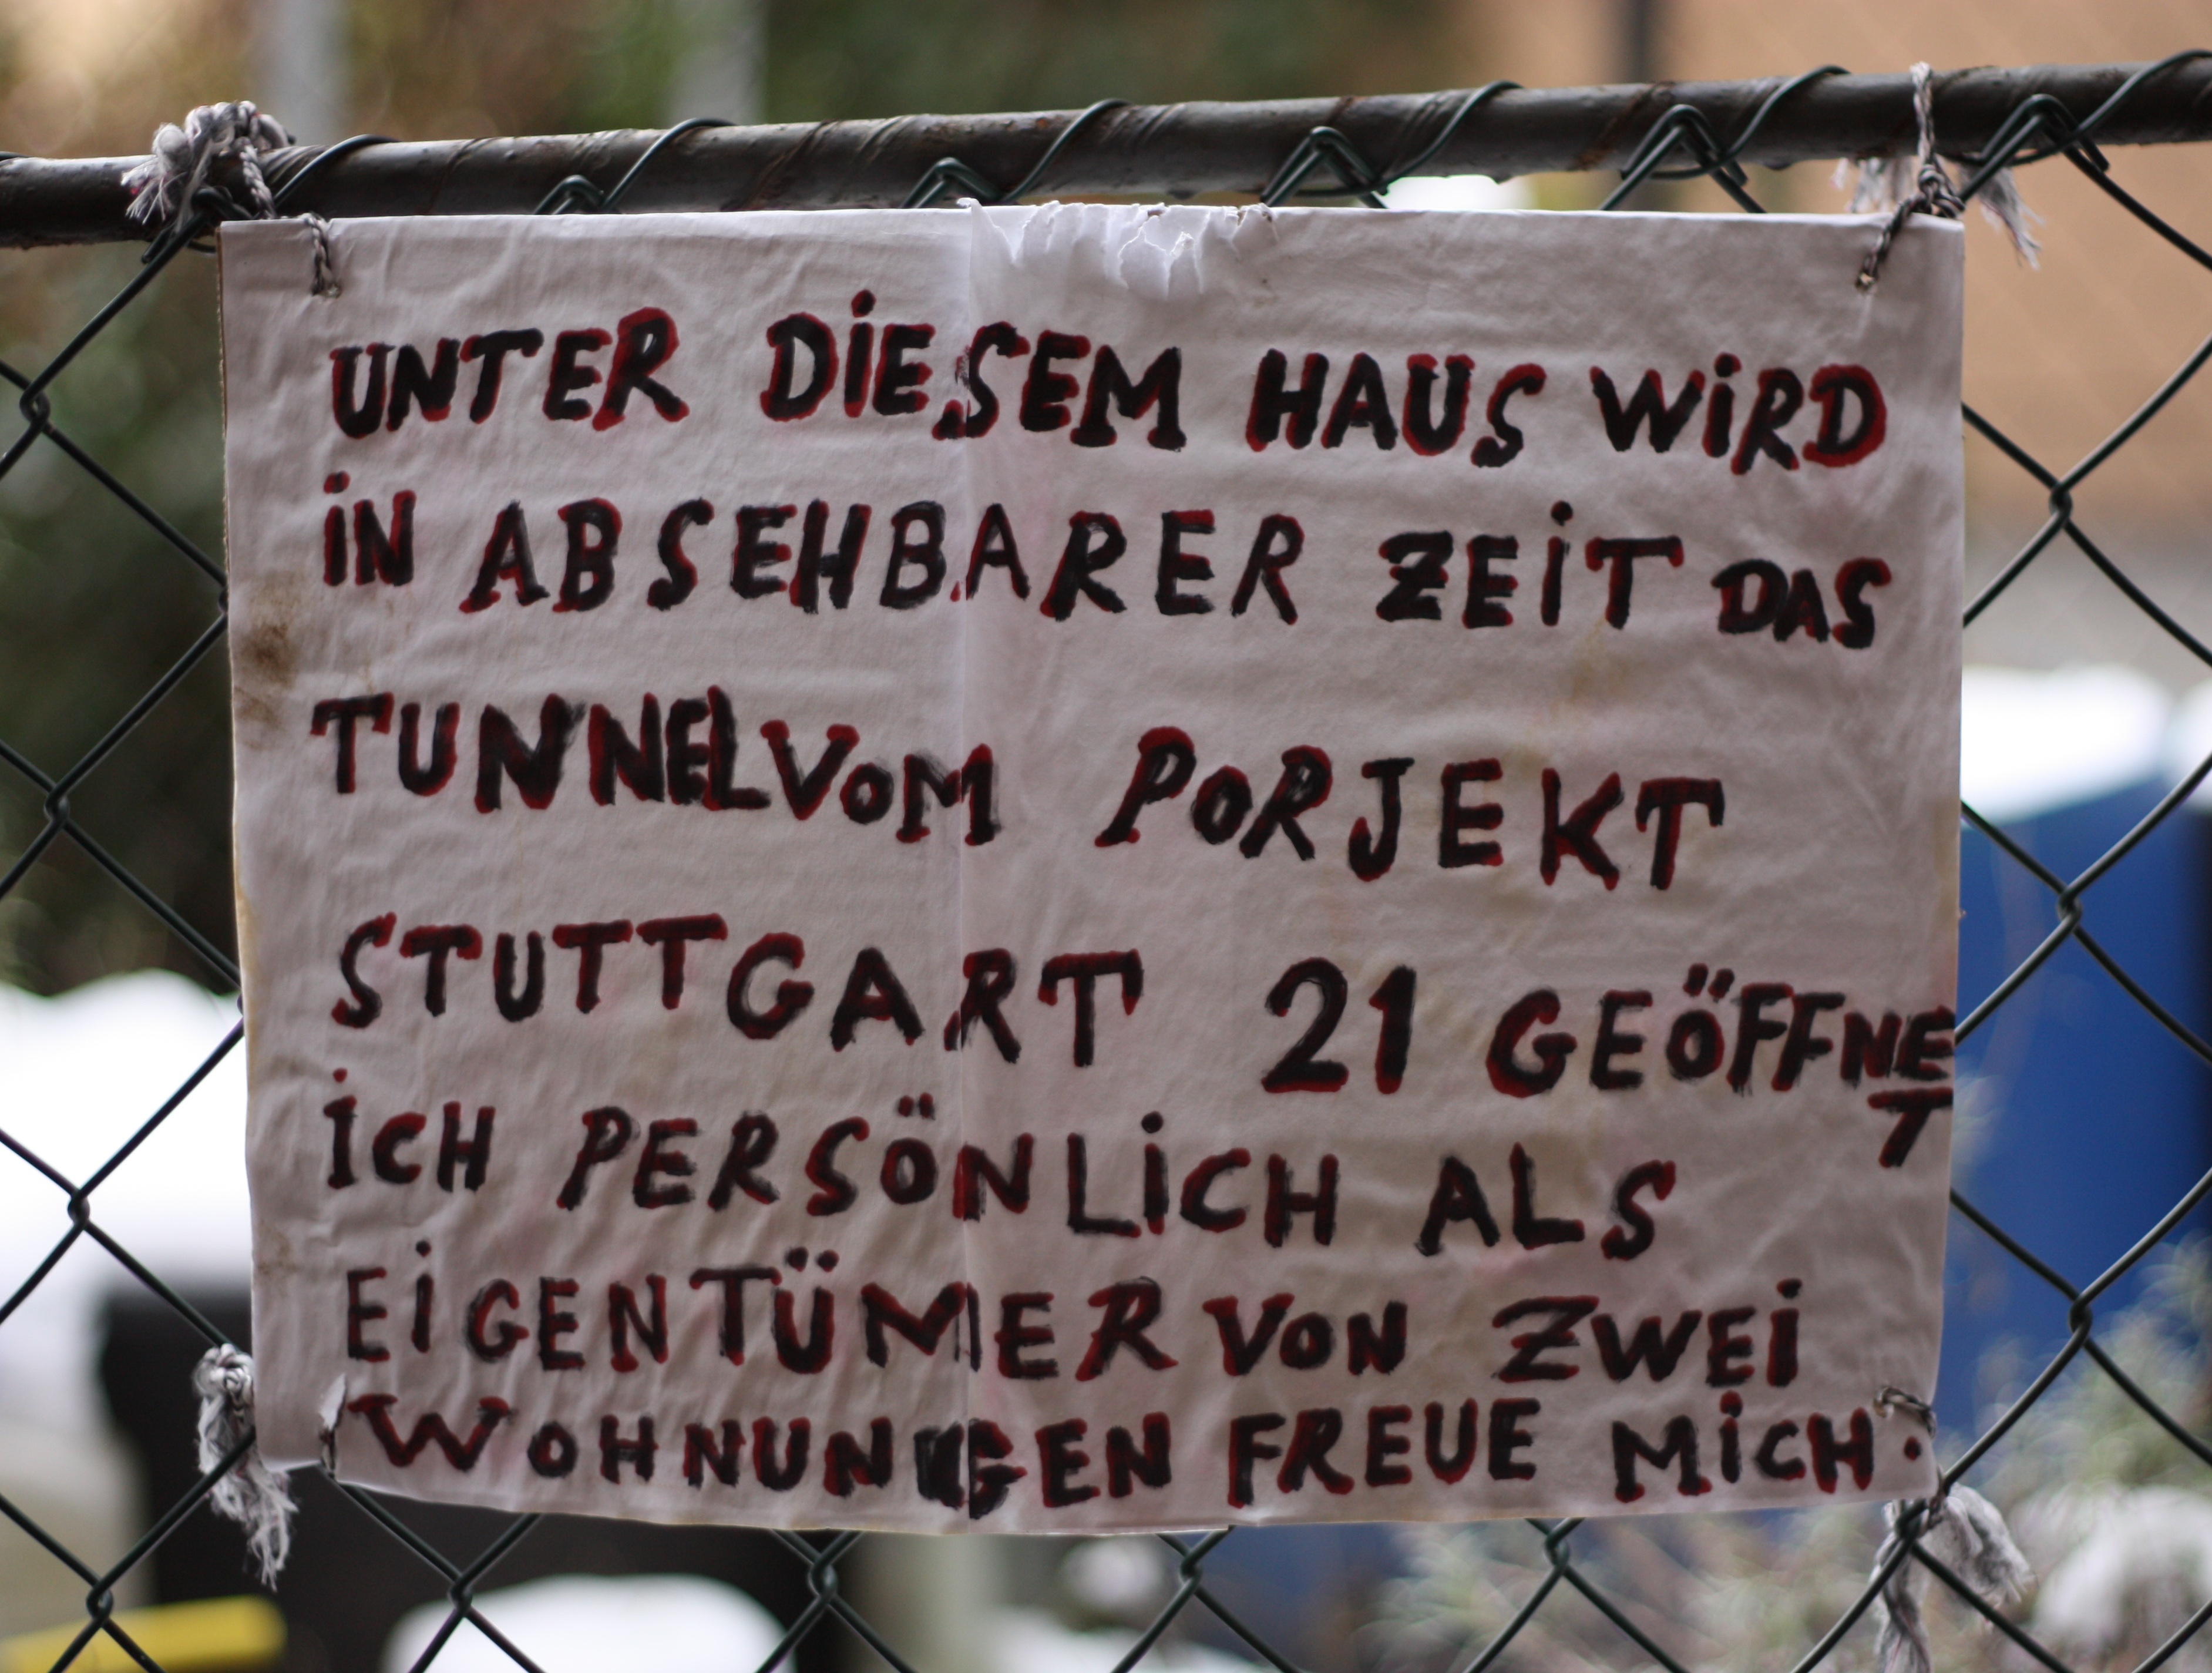 UNTER DIESEM HAUS WIRD
IN ABSEHBARER ZEIT DAS
TUNNEL VOM PORJEKT
STUTTGART 21 GEÖFFNE
T
ICH PERSÖNLICH ALS
EIGENTÜMER VON ZWEI
WOHNUNGEN FREUE MICH.